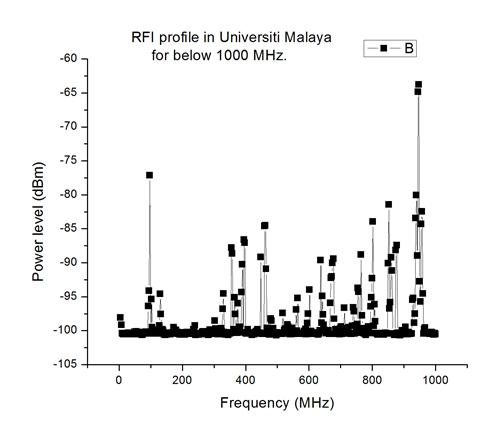 RFI profile in Universiti Malaya
for below 1000 MHz.
B
-60
-65
-70
-75
-80
-85
-90
-95
-100
-105
Power level (dBm)
0 200 400 600 800 1000
Frequency (MHz)